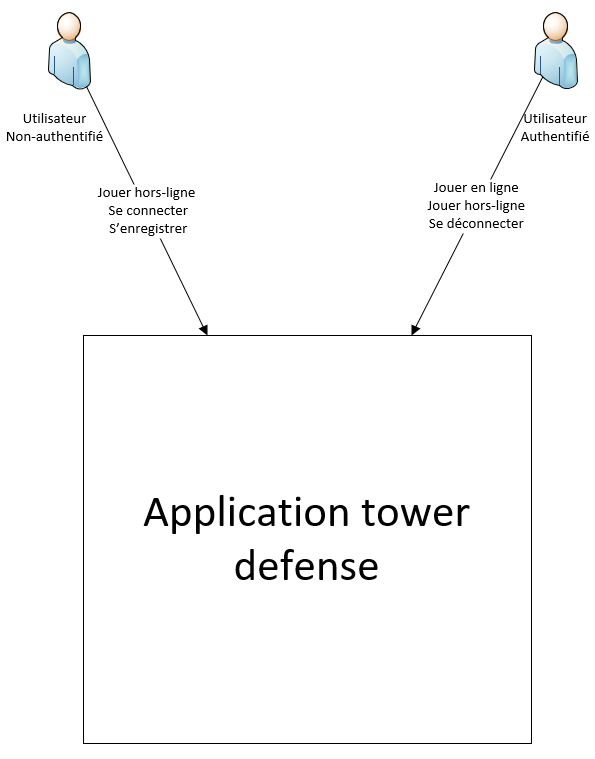 Utilisateur
Non-authentifié
Utilisateur
Authentifié
Jouer hors-ligne
Se connecter
S’enregistrer
Jouer en ligne
Jouer hors-ligne
Se déconnecter
Application tower
defense